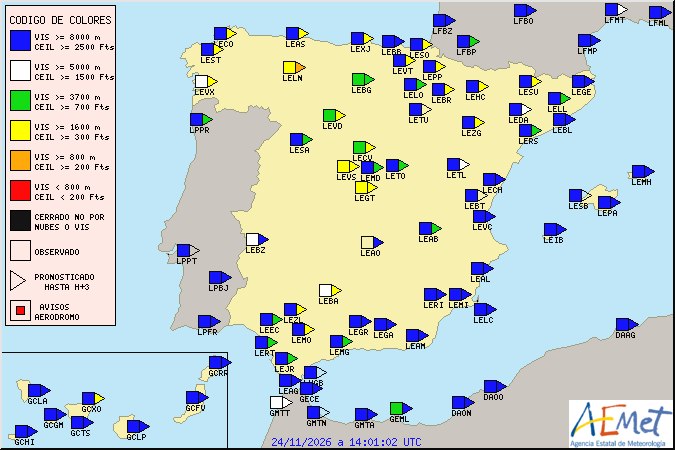 CODIGO DE COLORES
VIS >= 8000 m
CEIL >= 2500 Fts
VIS >= 5000 m
CEIL >= 1500 Fts
VIS >= 3700 m
CEIL >= 700 Fts
VIS >= 1600 m
CEIL >= 300 Fts
VIS >= 800 m
CEIL >= 200 Fts
VIS < 800 m
CEIL < 200 Fts
CERRADO NO POR
NUBES O VIS
OBSERVADO
PRONOSTICADO
HASTA H+3
AVISOS
AERODROMO
LFBO
LFMT
LFML
LFBZ
LECO
LEAS
LEXJ
LEBB
LESO
LFBP
LFMP
LEST
LEVT
LEPP
LELN
LEVX
LEBG
LELO
LEBR
LEHC
LESU
LEGE
LELL
LETU
LEDA
LEBL
LPPR
LEVD
LEZG
LERS
LESA
LECV
LEVS
LEMD
LETO
LETL
LEMH
LECH
LEGT
LEBT
LESB
LEPA
LEVC
LEAB
LEIB
LEBZ
LEAO
LPPT
LEAL
LPBJ
LEBA
LERI
LEMI
LELC
LEZL
LPFR
LEEC
LEMO
LEGR
LEGA
LEAM
DAAG
LERT
LEMG
LEJR
GCRR
LEAG
LXGB
GECE
DAOO
GCLA
GCXO
GCFV
GMTT
GMTN
GMTA
GEML
DAON
GCGM
GCTS
GCLP
GCHI
24/11/2026 a 14:01:02 UTC
AEMet
Agencia Estatal de Meteorología